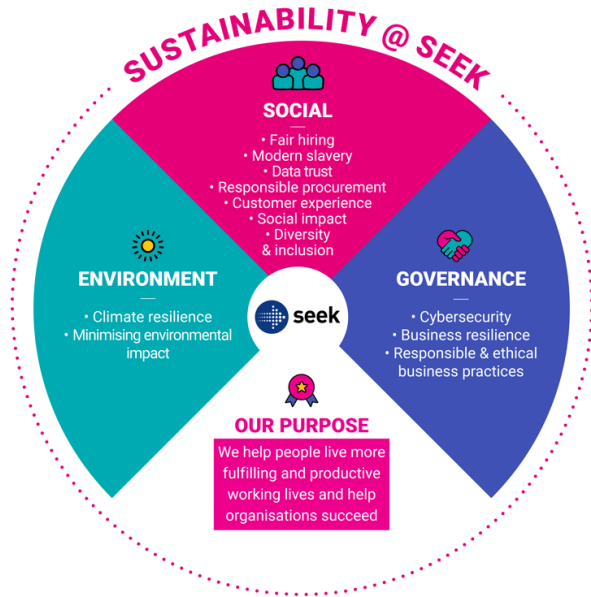 SUSTAINABILITY @ SEEK
SOCIAL
• Fair hiring
• Modern slavery
• Data trust
• Responsible procurement
• Customer experience
• Social impact
• Diversity
& inclusion
ENVIRONMENT
• Climate resilience
• Minimising environmental
impact
GOVERNANCE
• Cybersecurity
• Business resilience
• Responsible & ethical
business practices
seek
OUR PURPOSE
We help people live more
fulfilling and productive
working lives and help
organisations succeed